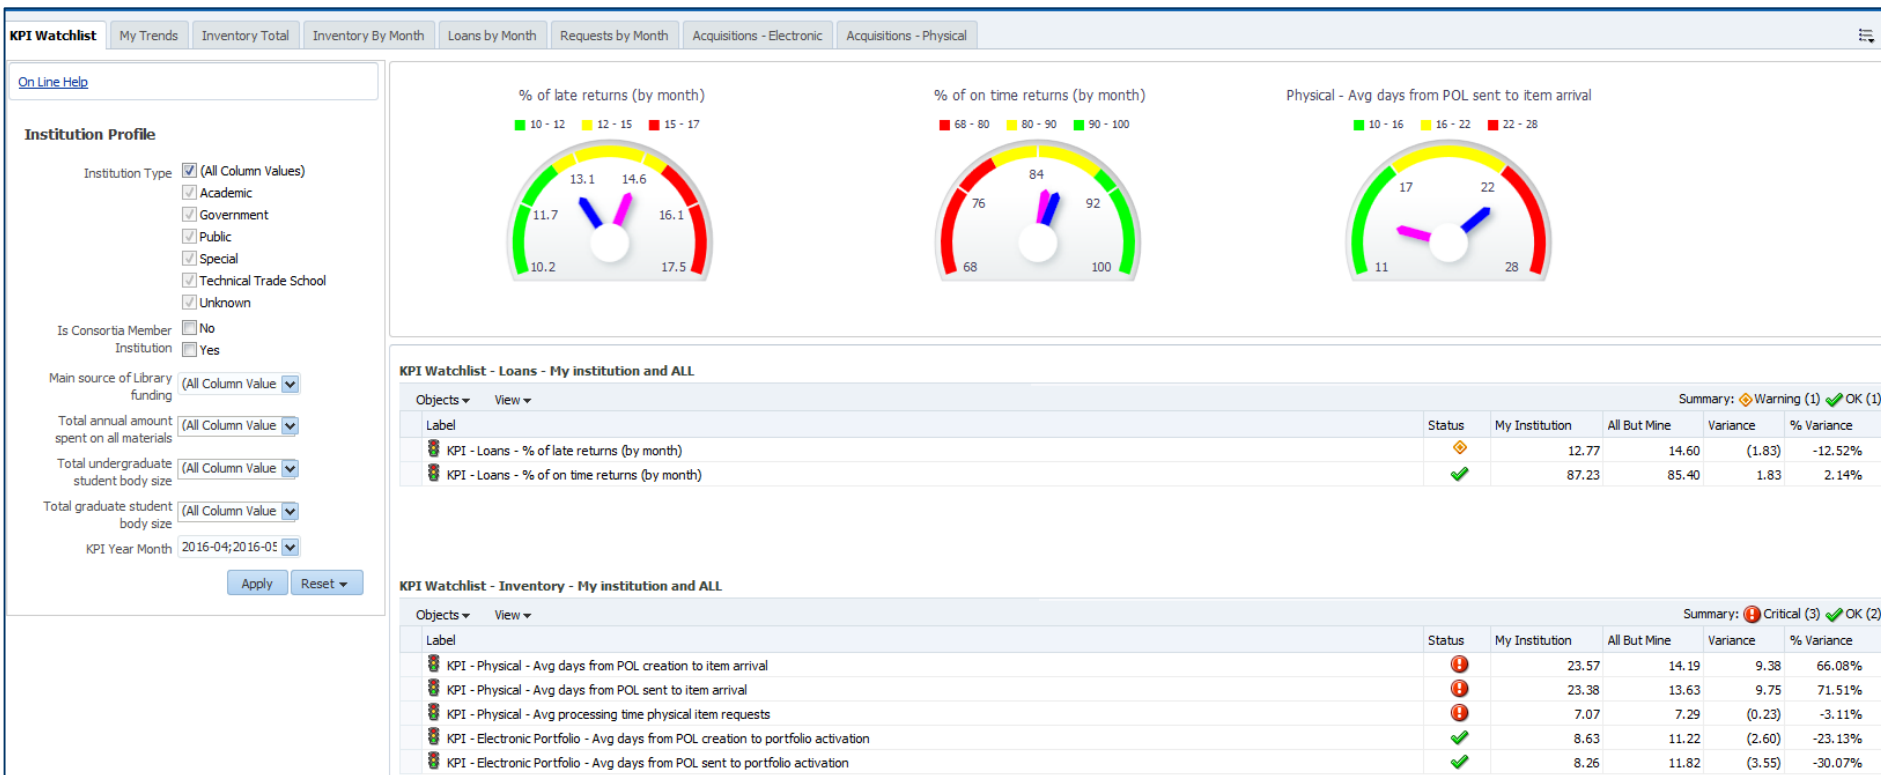 KPI Watchlist My Trends Inventory Total Inventory By Month Loans by Month Requests by Month Acquisitions - Electronic Acquisitions - Physical
On Line Help
Institution Profile
Institution Type (All Column Values)
Academic
Government
Public
Special
Technical Trade School
Unknown
Is Consortia Member Institution No
Yes
Main source of Library funding (All Column Value
Total annual amount spent on all materials (All Column Value
Total undergraduate student body size (All Column Value
Total graduate student body size (All Column Value
KPI Year Month 2016-04;2016-05
Apply Reset
% of late returns (by month)
10 - 12 12 - 15 15 - 17
13.1 14.6
11.7 16.1
10.2 17.5
% of on time returns (by month)
68 - 80 80 - 90 90 - 100
84
76 92
68 100
Physical - Avg days from POL sent to item arrival
10 - 16 16 - 22 22 - 28
17 22
11 28
KPI Watchlist - Loans - My institution and ALL
Objects View Summary: Warning (1) OK (1)
Label Status My Institution All But Mine Variance % Variance
KPI - Loans - % of late returns (by month) 12.77 14.60 (1.83) -12.52%
KPI - Loans - % of on time returns (by month) 87.23 85.40 1.83 2.14%
KPI Watchlist - Inventory - My institution and ALL
Objects View Summary: Critical (3) OK (2)
Label Status My Institution All But Mine Variance % Variance
KPI - Physical - Avg days from POL creation to item arrival 23.57 14.19 9.38 66.08%
KPI - Physical - Avg days from POL sent to item arrival 23.38 13.63 9.75 71.51%
KPI - Physical - Avg processing time physical item requests 7.07 7.29 (0.23) -3.11%
KPI - Electronic Portfolio - Avg days from POL creation to portfolio activation 8.63 11.22 (2.60) -23.13%
KPI - Electronic Portfolio - Avg days from POL sent to portfolio activation 8.26 11.82 (3.55) -30.07%